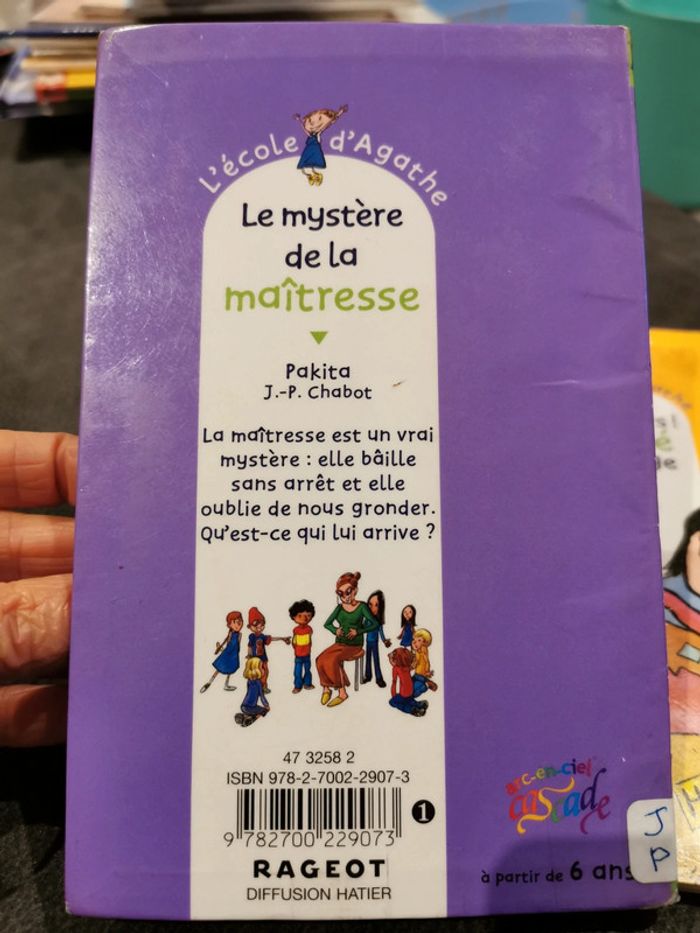 L'école d'Agathe
Le mystère
de la
maîtresse
Pakita
J.-P. Chabot
La maîtresse est un vrai
mystère : elle bâille
sans arrêt et elle
oublie de nous gronder.
Qu'est-ce qui lui arrive ?
47 3258 2
ISBN 978-2-7002-2907-3
9 782700 229073
1
RAGEOT
DIFFUSION HATIER
arc-en-ciel
cascade
à partir de 6 ans
J
P